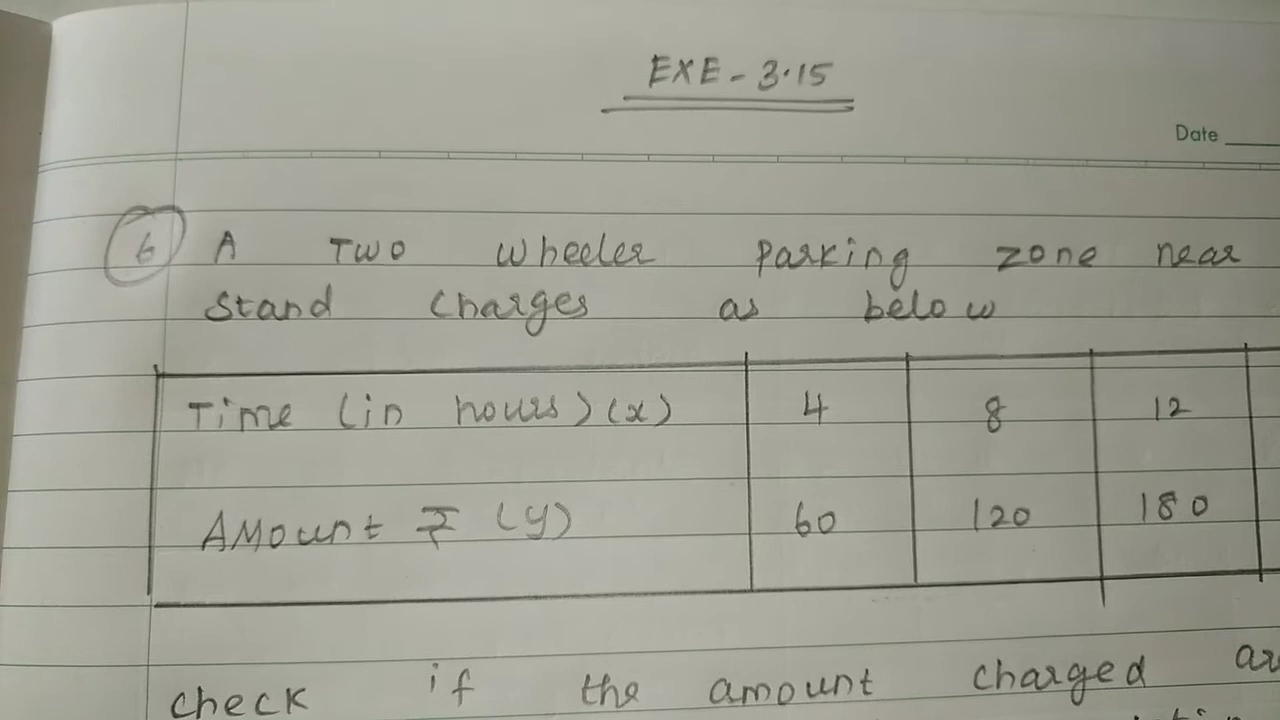 EXE-3.15
Date
6 A TWO wheeler parking zone near
stand charges as below
Time (in hours) (x) 4 8 12
Amount ₹ (y) 60 120 180
check if the amount charged